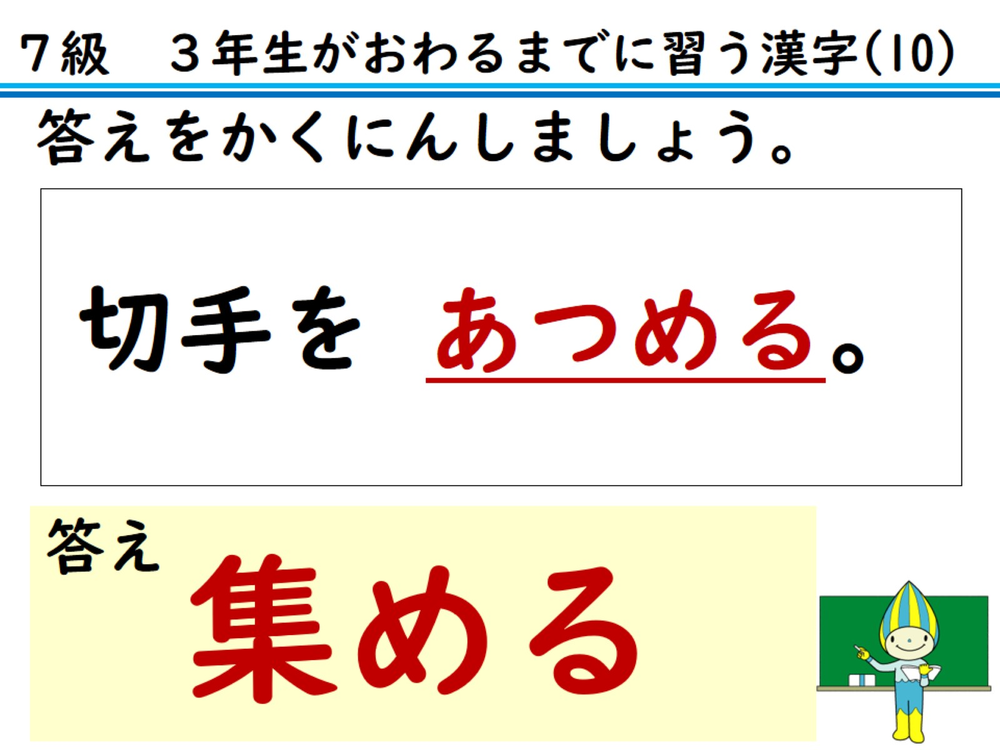 ７級　３年生がおわるまでに習う漢字(10)
答えをかくにんしましょう。
切手を　あつめる。
答え
集める